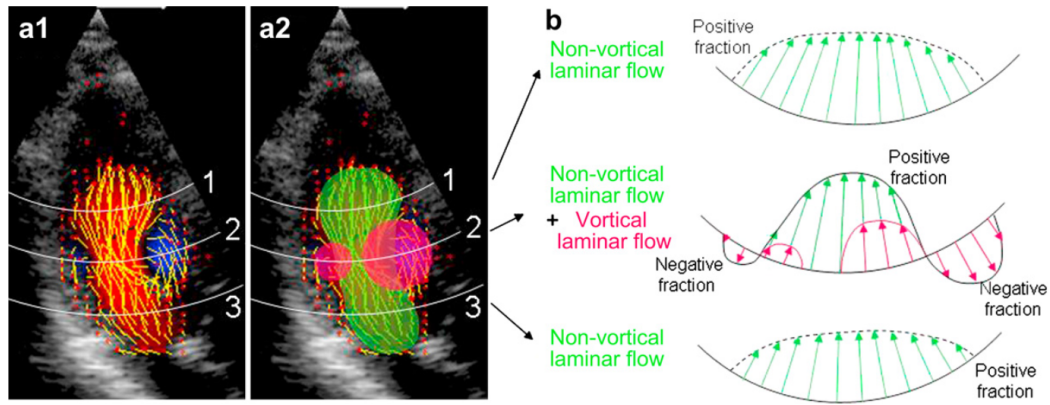 a1
a2
b
1
2
3
1
2
3
Non-vortical
laminar flow
Positive
fraction
Non-vortical
laminar flow
+ Vortical
laminar flow
Positive
fraction
Negative
fraction
Negative
fraction
Non-vortical
laminar flow
Positive
fraction